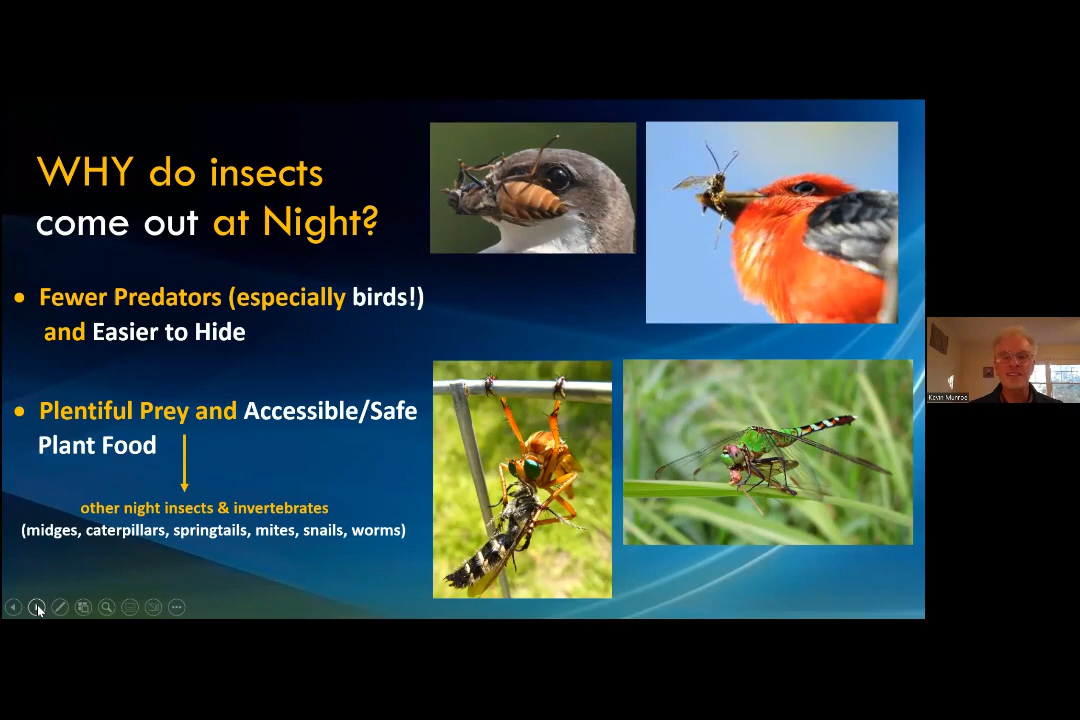 WHY do insects
come out at Night?
• Fewer Predators (especially birds!)
and Easier to Hide
• Plentiful Prey and Accessible/Safe
Plant Food
other night insects & invertebrates
(midges, caterpillars, springtails, mites, snails, worms)
Kevin Munroe